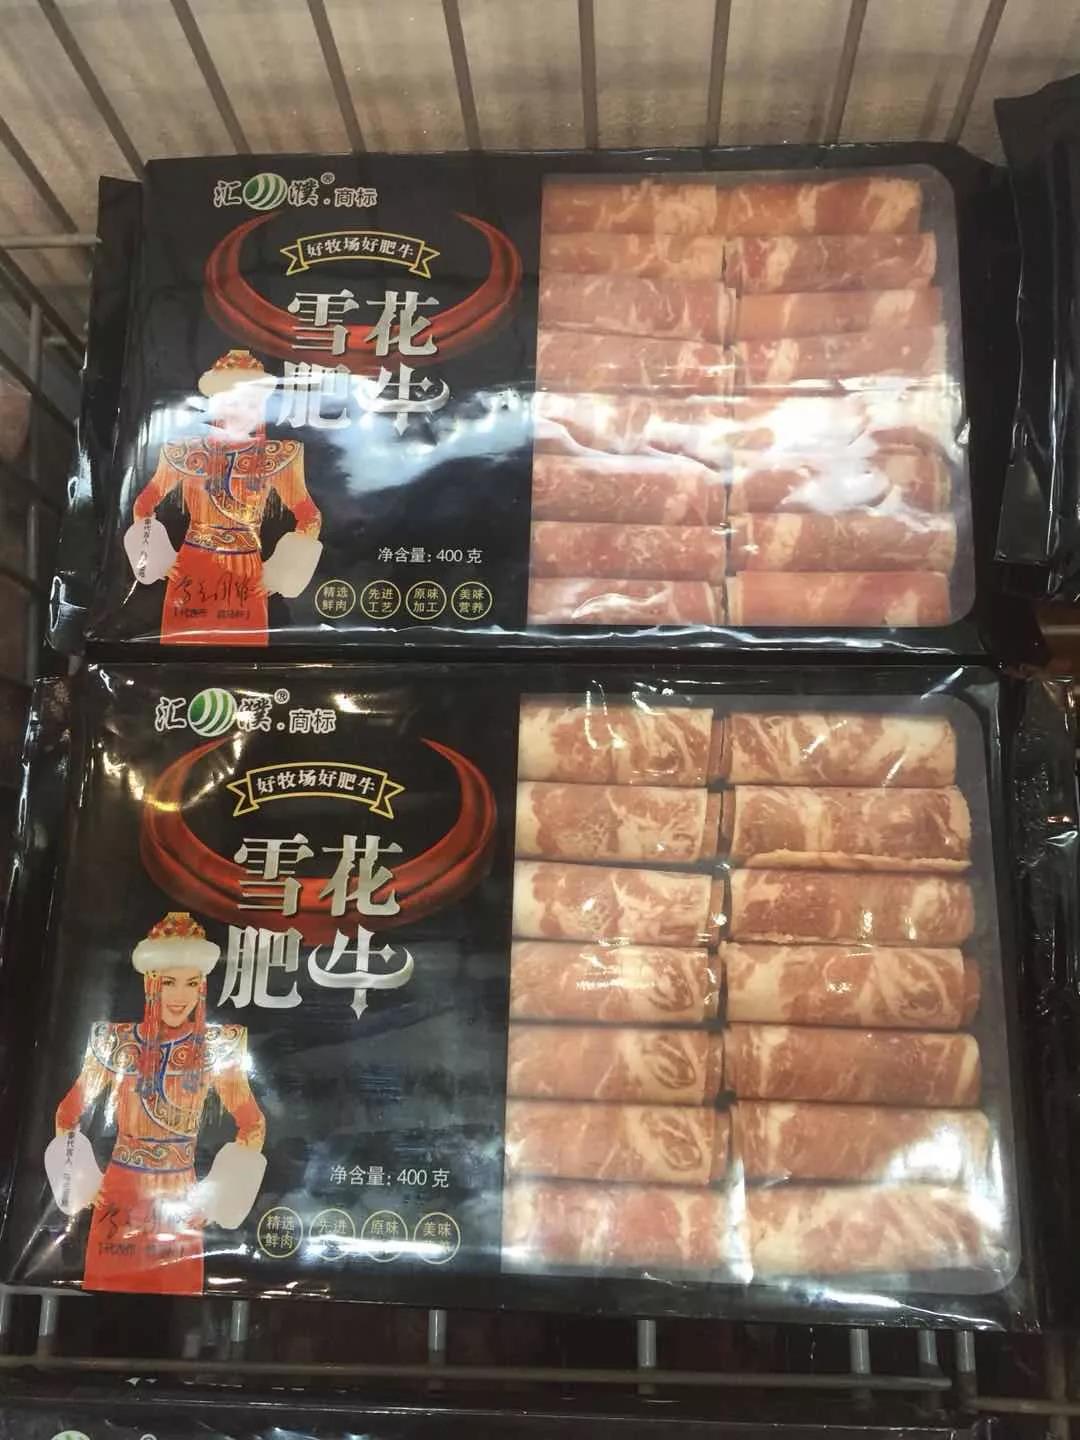 汇濮®.商标
好牧场好肥牛
雪花
肥牛
净含量:400克
精选
鲜肉
先进
工艺
原味
加工
美味
营养
汇濮®.商标
好牧场好肥牛
雪花
肥牛
净含量:400克
精选
鲜肉
先进
原味
美味